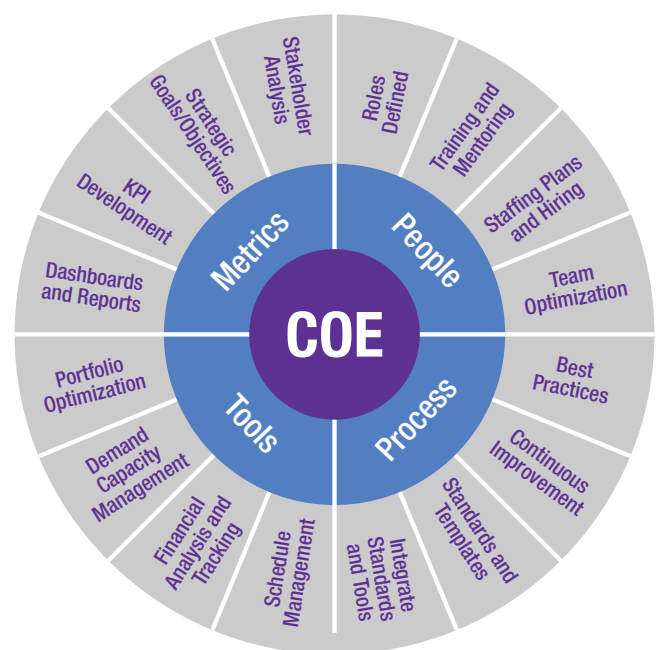 COE
People
Roles
Defined
Training and
Mentoring
Staffing Plans
and Hiring
Team
Optimization
Process
Best
Practices
Continuous
Improvement
Standards and
Templates
Integrate
Standards
and Tools
Tools
Schedule
Management
Financial
Analysis and
Tracking
Demand
Capacity
Management
Portfolio
Optimization
Metrics
Dashboards
and Reports
KPI
Development
Strategic
Goals/Objectives
Stakeholder
Analysis